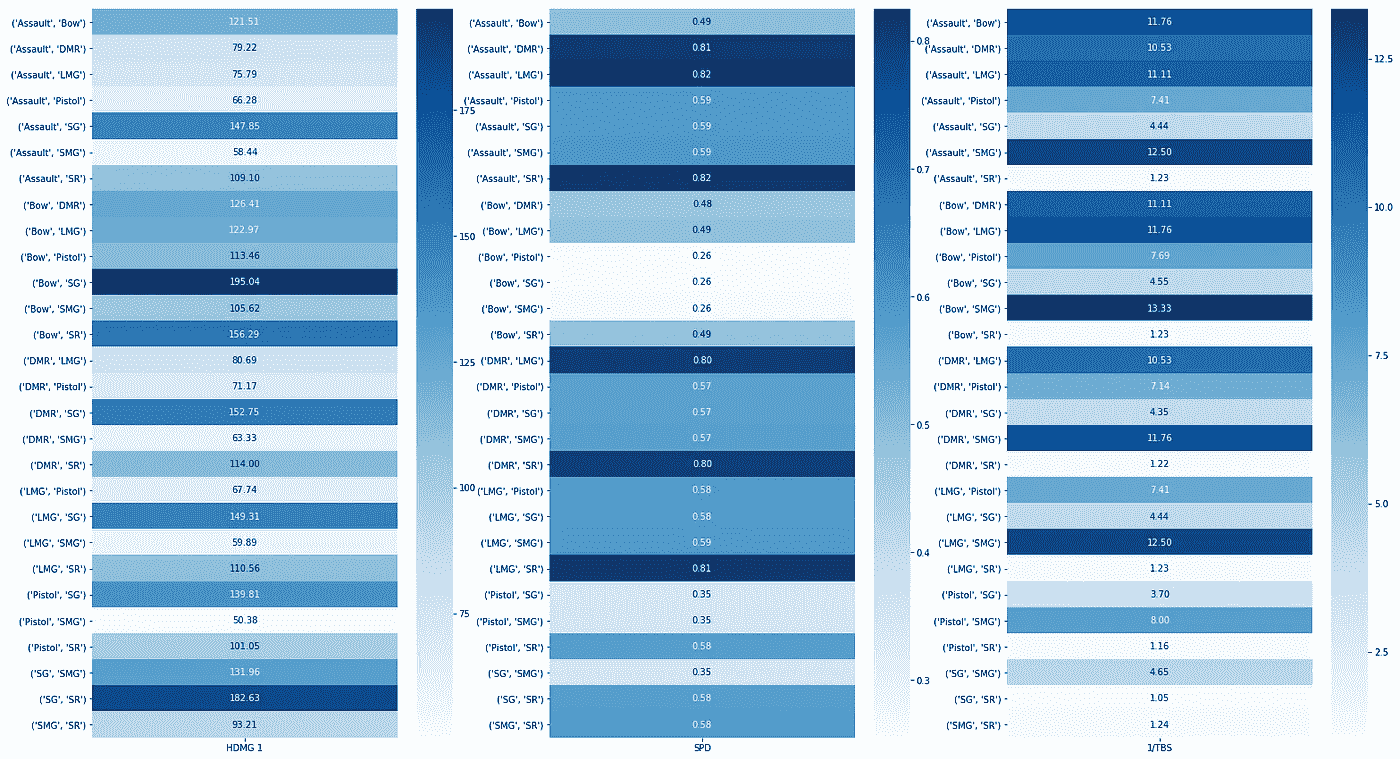 ('Assault', 'Bow') 121.51
('Assault', 'DMR') 79.22
('Assault', 'LMG') 75.79
('Assault', 'Pistol') 66.28
('Assault', 'SG') 147.85
('Assault', 'SMG') 58.44
('Assault', 'SR') 109.10
('Bow', 'DMR') 126.41
('Bow', 'LMG') 122.97
('Bow', 'Pistol') 113.46
('Bow', 'SG') 195.04
('Bow', 'SMG') 105.62
('Bow', 'SR') 156.29
('DMR', 'LMG') 80.69
('DMR', 'Pistol') 71.17
('DMR', 'SG') 152.75
('DMR', 'SMG') 63.33
('DMR', 'SR') 114.00
('LMG', 'Pistol') 67.74
('LMG', 'SG') 149.31
('LMG', 'SMG') 59.89
('LMG', 'SR') 110.56
('Pistol', 'SG') 139.81
('Pistol', 'SMG') 50.38
('Pistol', 'SR') 101.05
('SG', 'SMG') 131.96
('SG', 'SR') 182.63
('SMG', 'SR') 93.21
HDMG 1
175
150
125
100
75
('Assault', 'Bow') 0.49
('Assault', 'DMR') 0.81
('Assault', 'LMG') 0.82
('Assault', 'Pistol') 0.59
('Assault', 'SG') 0.59
('Assault', 'SMG') 0.59
('Assault', 'SR') 0.82
('Bow', 'DMR') 0.48
('Bow', 'LMG') 0.49
('Bow', 'Pistol') 0.26
('Bow', 'SG') 0.26
('Bow', 'SMG') 0.26
('Bow', 'SR') 0.49
('DMR', 'LMG') 0.80
('DMR', 'Pistol') 0.57
('DMR', 'SG') 0.57
('DMR', 'SMG') 0.57
('DMR', 'SR') 0.80
('LMG', 'Pistol') 0.58
('LMG', 'SG') 0.58
('LMG', 'SMG') 0.59
('LMG', 'SR') 0.81
('Pistol', 'SG') 0.35
('Pistol', 'SMG') 0.35
('Pistol', 'SR') 0.58
('SG', 'SMG') 0.35
('SG', 'SR') 0.58
('SMG', 'SR') 0.58
SPD
0.8
0.7
0.6
0.5
0.4
0.3
('Assault', 'Bow') 11.76
('Assault', 'DMR') 10.53
('Assault', 'LMG') 11.11
('Assault', 'Pistol') 7.41
('Assault', 'SG') 4.44
('Assault', 'SMG') 12.50
('Assault', 'SR') 1.23
('Bow', 'DMR') 11.11
('Bow', 'LMG') 11.76
('Bow', 'Pistol') 7.69
('Bow', 'SG') 4.55
('Bow', 'SMG') 13.33
('Bow', 'SR') 1.23
('DMR', 'LMG') 10.53
('DMR', 'Pistol') 7.14
('DMR', 'SG') 4.35
('DMR', 'SMG') 11.76
('DMR', 'SR') 1.22
('LMG', 'Pistol') 7.41
('LMG', 'SG') 4.44
('LMG', 'SMG') 12.50
('LMG', 'SR') 1.23
('Pistol', 'SG') 3.70
('Pistol', 'SMG') 8.00
('Pistol', 'SR') 1.16
('SG', 'SMG') 4.65
('SG', 'SR') 1.05
('SMG', 'SR') 1.24
1/TBS
12.5
10.0
7.5
5.0
2.5